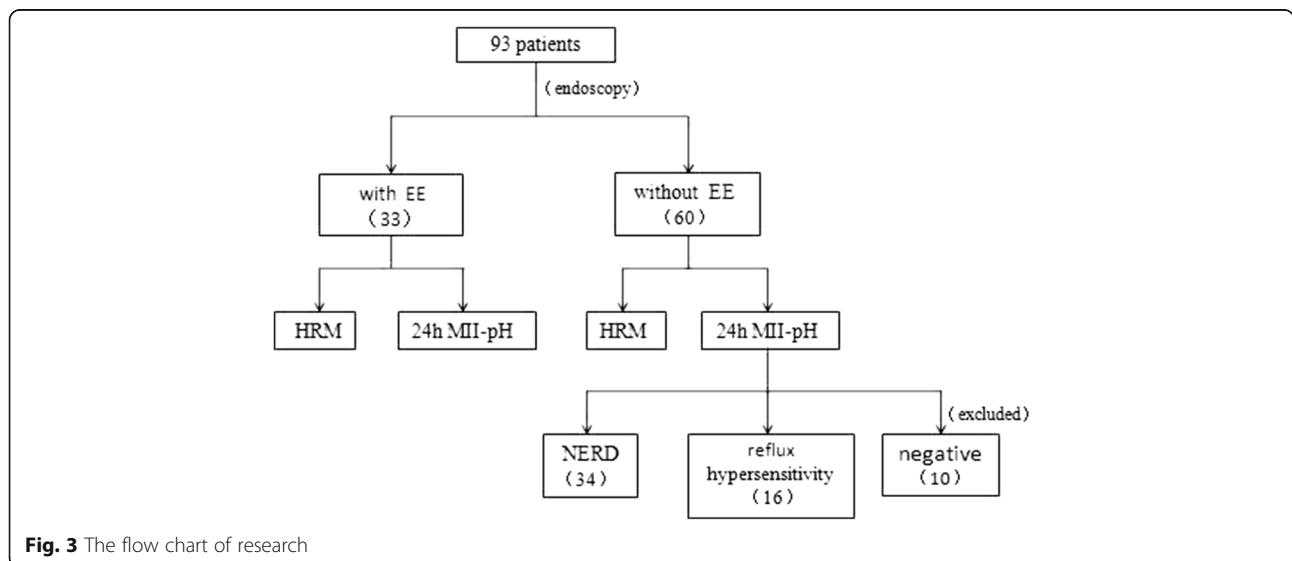 93 patients
(endoscopy)
with EE
(33)
without EE
(60)
HRM
24h MII-pH
HRM
24h MII-pH
(excluded)
NERD
(34)
reflux
hypersensitivity
(16)
negative
(10)
Fig. 3 The flow chart of research